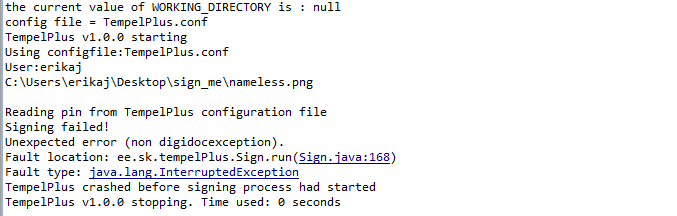 the current value of WORKING_DIRECTORY is : null
config file = TempelPlus.conf
TempelPlus v1.0.0 starting
Using configfile:TempelPlus.conf
User:erikaj
C:\Users\erikaj\Desktop\sign_me\nameless.png
Reading pin from TempelPlus configuration file
Signing failed!
Unexpected error (non digidocexception).
Fault location: ee.sk.tempelPlus.Sign.run(Sign.java:168)
Fault type: java.lang.InterruptedException
TempelPlus crashed before signing process had started
TempelPlus v1.0.0 stopping. Time used: 0 seconds